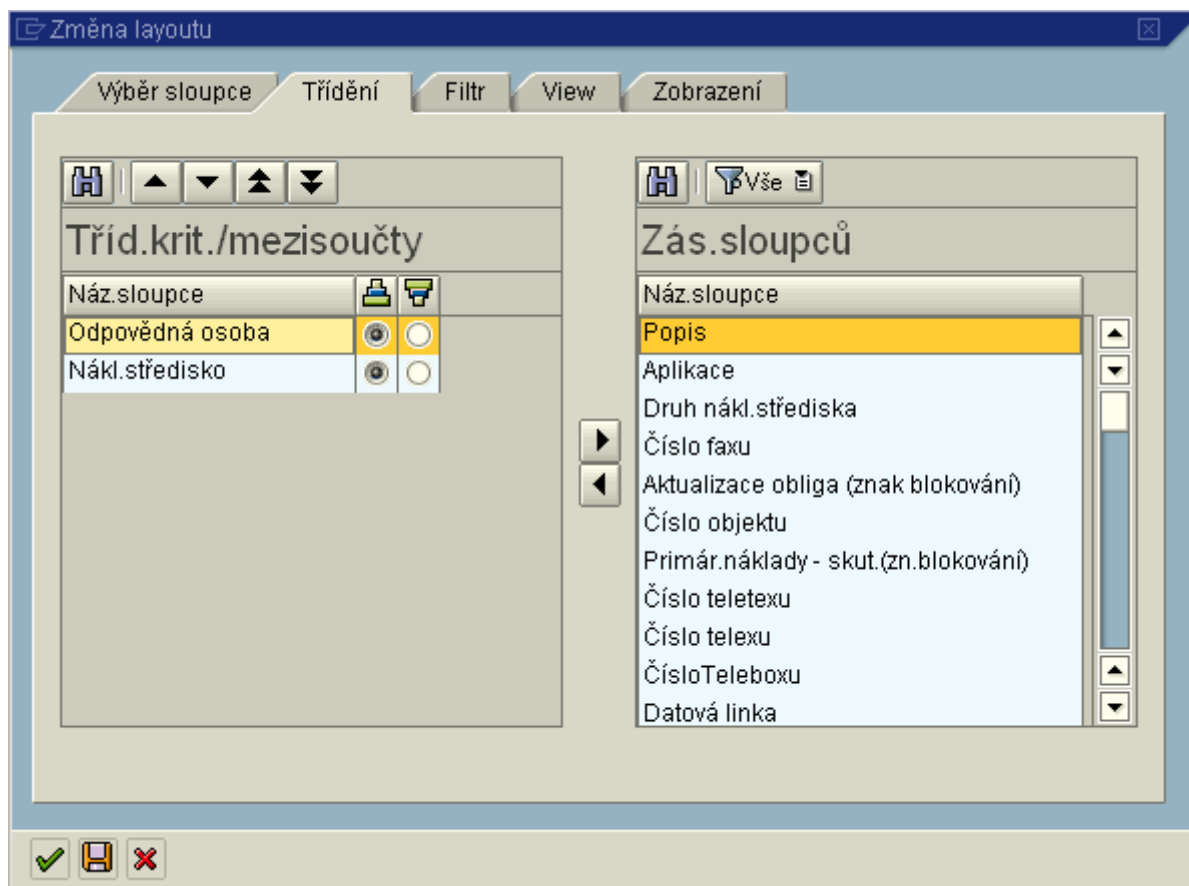 Změna layoutu
Výběr sloupce Třídění Filtr View Zobrazení
Vše
Tříd.krit./mezisoučty
Náz.sloupce
Odpovědná osoba
Nákl.středisko
Zás.sloupců
Náz.sloupce
Popis
Aplikace
Druh nákl.střediska
Číslo faxu
Aktualizace obliga (znak blokování)
Číslo objektu
Primár.náklady - skut.(zn.blokování)
Číslo teletexu
Číslo telexu
ČísloTeleboxu
Datová linka